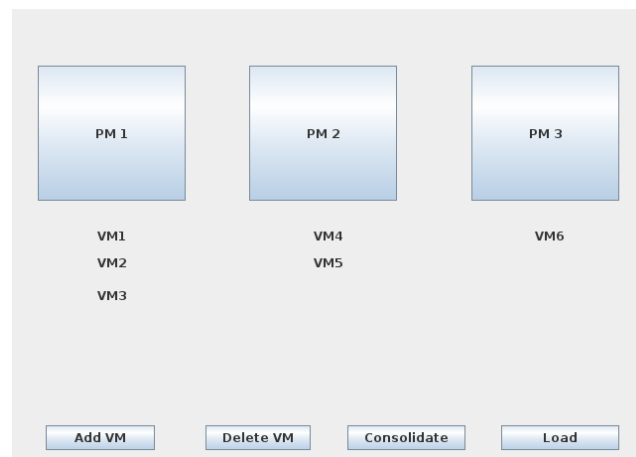 PM 1 PM 2 PM 3
VM1 VM4 VM6
VM2 VM5
VM3
Add VM Delete VM Consolidate Load